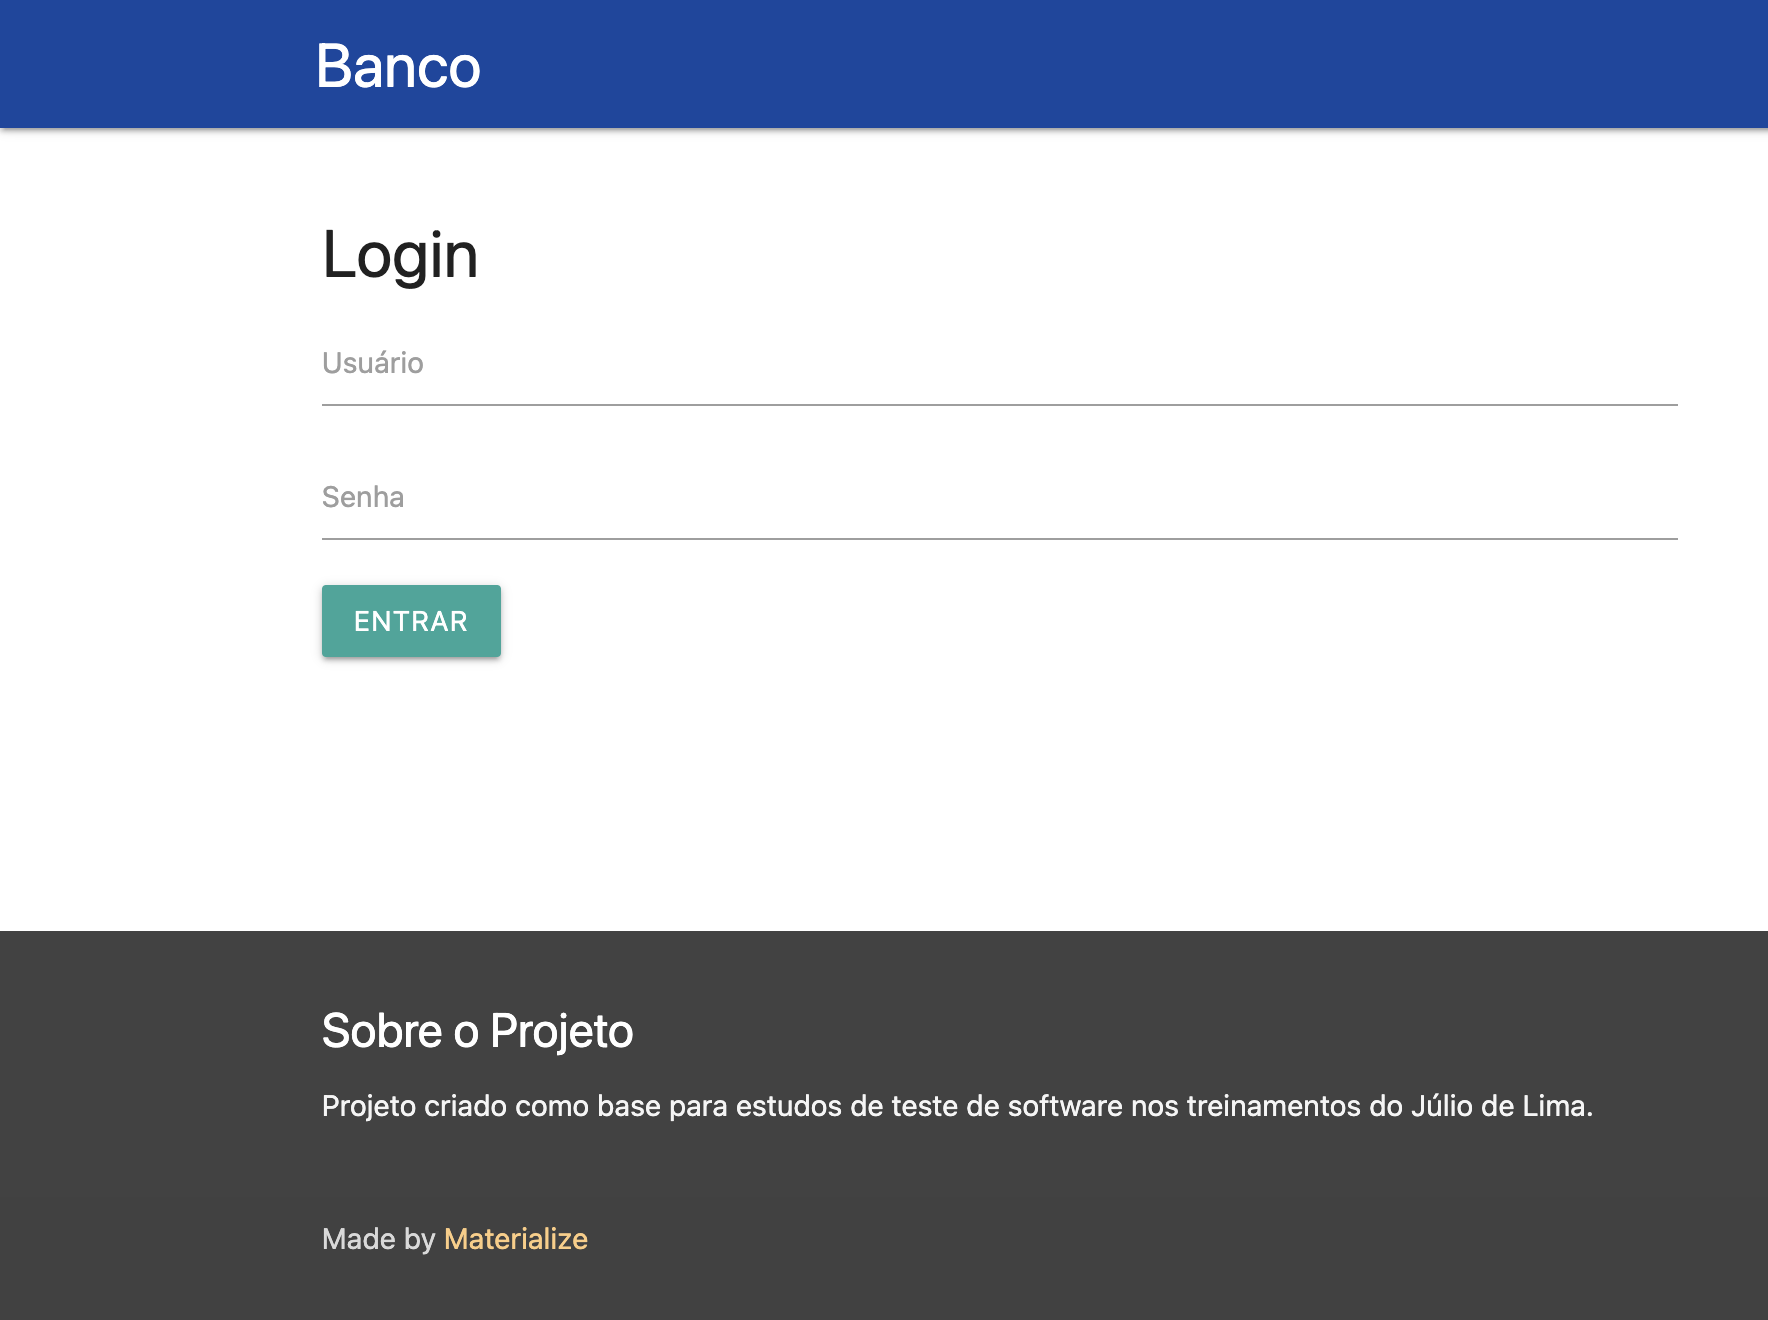 Banco
Login
Usuário
Senha
ENTRAR
Sobre o Projeto
Projeto criado como base para estudos de teste de software nos treinamentos do Júlio de Lima.
Made by Materialize